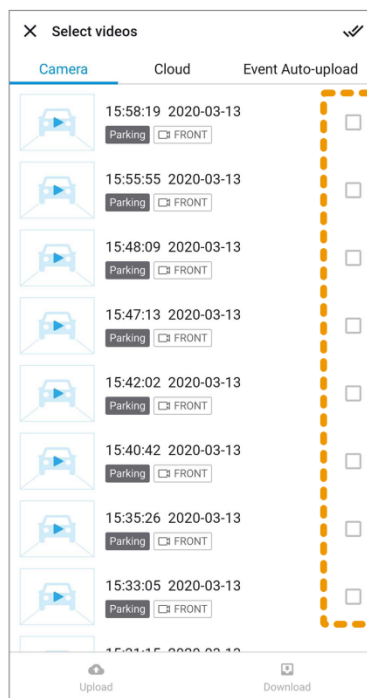 Select videos
Camera Cloud Event Auto-upload
15:58:19 2020-03-13
Parking FRONT
15:55:55 2020-03-13
Parking FRONT
15:48:09 2020-03-13
Parking FRONT
15:47:13 2020-03-13
Parking FRONT
15:42:02 2020-03-13
Parking FRONT
15:40:42 2020-03-13
Parking FRONT
15:35:26 2020-03-13
Parking FRONT
15:33:05 2020-03-13
Parking FRONT
Upload Download